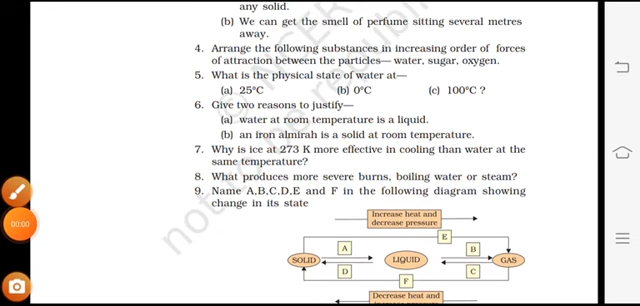 any solid.
(b) We can get the smell of perfume sitting several metres
away.
4. Arrange the following substances in increasing order of forces
of attraction between the particles— water, sugar, oxygen.
5. What is the physical state of water at—
(a) 25°C (b) 0°C (c) 100°C ?
6. Give two reasons to justify—
(a) water at room temperature is a liquid.
(b) an iron almirah is a solid at room temperature.
7. Why is ice at 273 K more effective in cooling than water at the
same temperature?
8. What produces more severe burns, boiling water or steam?
9. Name A,B,C,D,E and F in the following diagram showing
change in its state
Increase heat and
decrease pressure
E
A
B
SOLID
LIQUID
GAS
D
C
F
Decrease heat and
00:00
not to be republi
© NCER